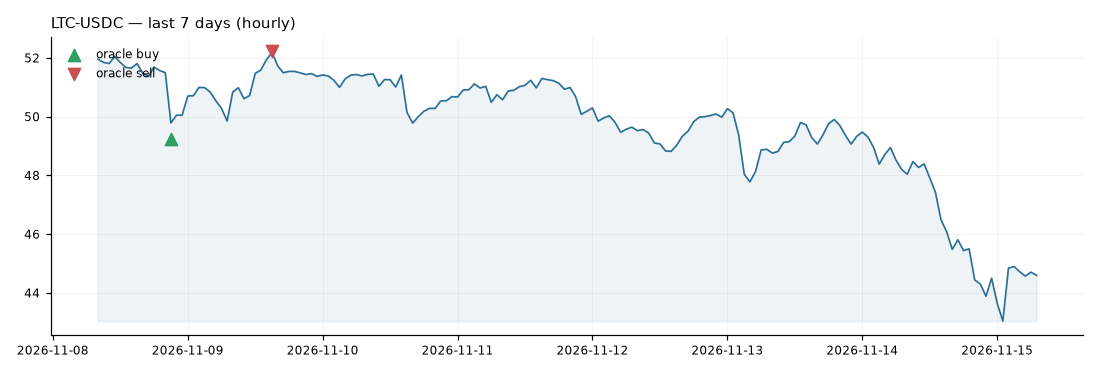 LTC-USDC — last 7 days (hourly)
oracle buy
oracle sell
52
50
48
46
44
2026-11-08 2026-11-09 2026-11-10 2026-11-11 2026-11-12 2026-11-13 2026-11-14 2026-11-15